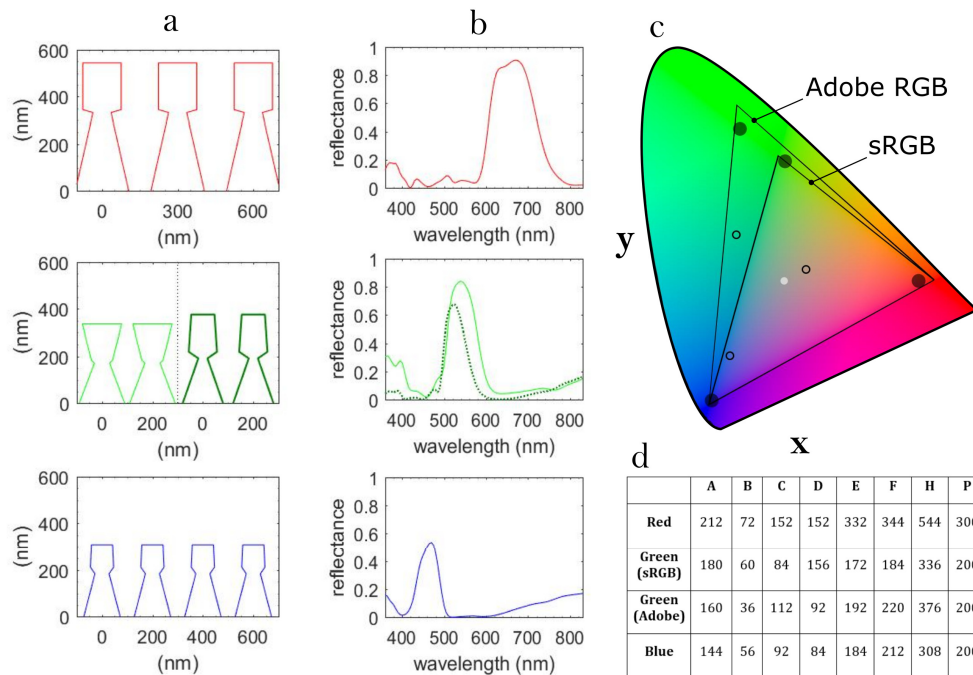 a
600
400
200
0
(nm)
0 300 600
(nm)
600
400
200
0
(nm)
0 200 0 200
(nm)
600
400
200
0
(nm)
0 200 400 600
(nm)
b
1
0.8
0.6
0.4
0.2
0
reflectance
400 500 600 700 800
wavelength (nm)
1
0.8
0.6
0.4
0.2
0
reflectance
400 500 600 700 800
wavelength (nm)
1
0.8
0.6
0.4
0.2
0
reflectance
400 500 600 700 800
wavelength (nm)
c
Adobe RGB
sRGB
y
x
d
A B C D E F H P
Red 212 72 152 152 332 344 544 300
Green
(sRGB) 180 60 84 156 172 184 336 200
Green
(Adobe) 160 36 112 92 192 220 376 200
Blue 144 56 92 84 184 212 308 200